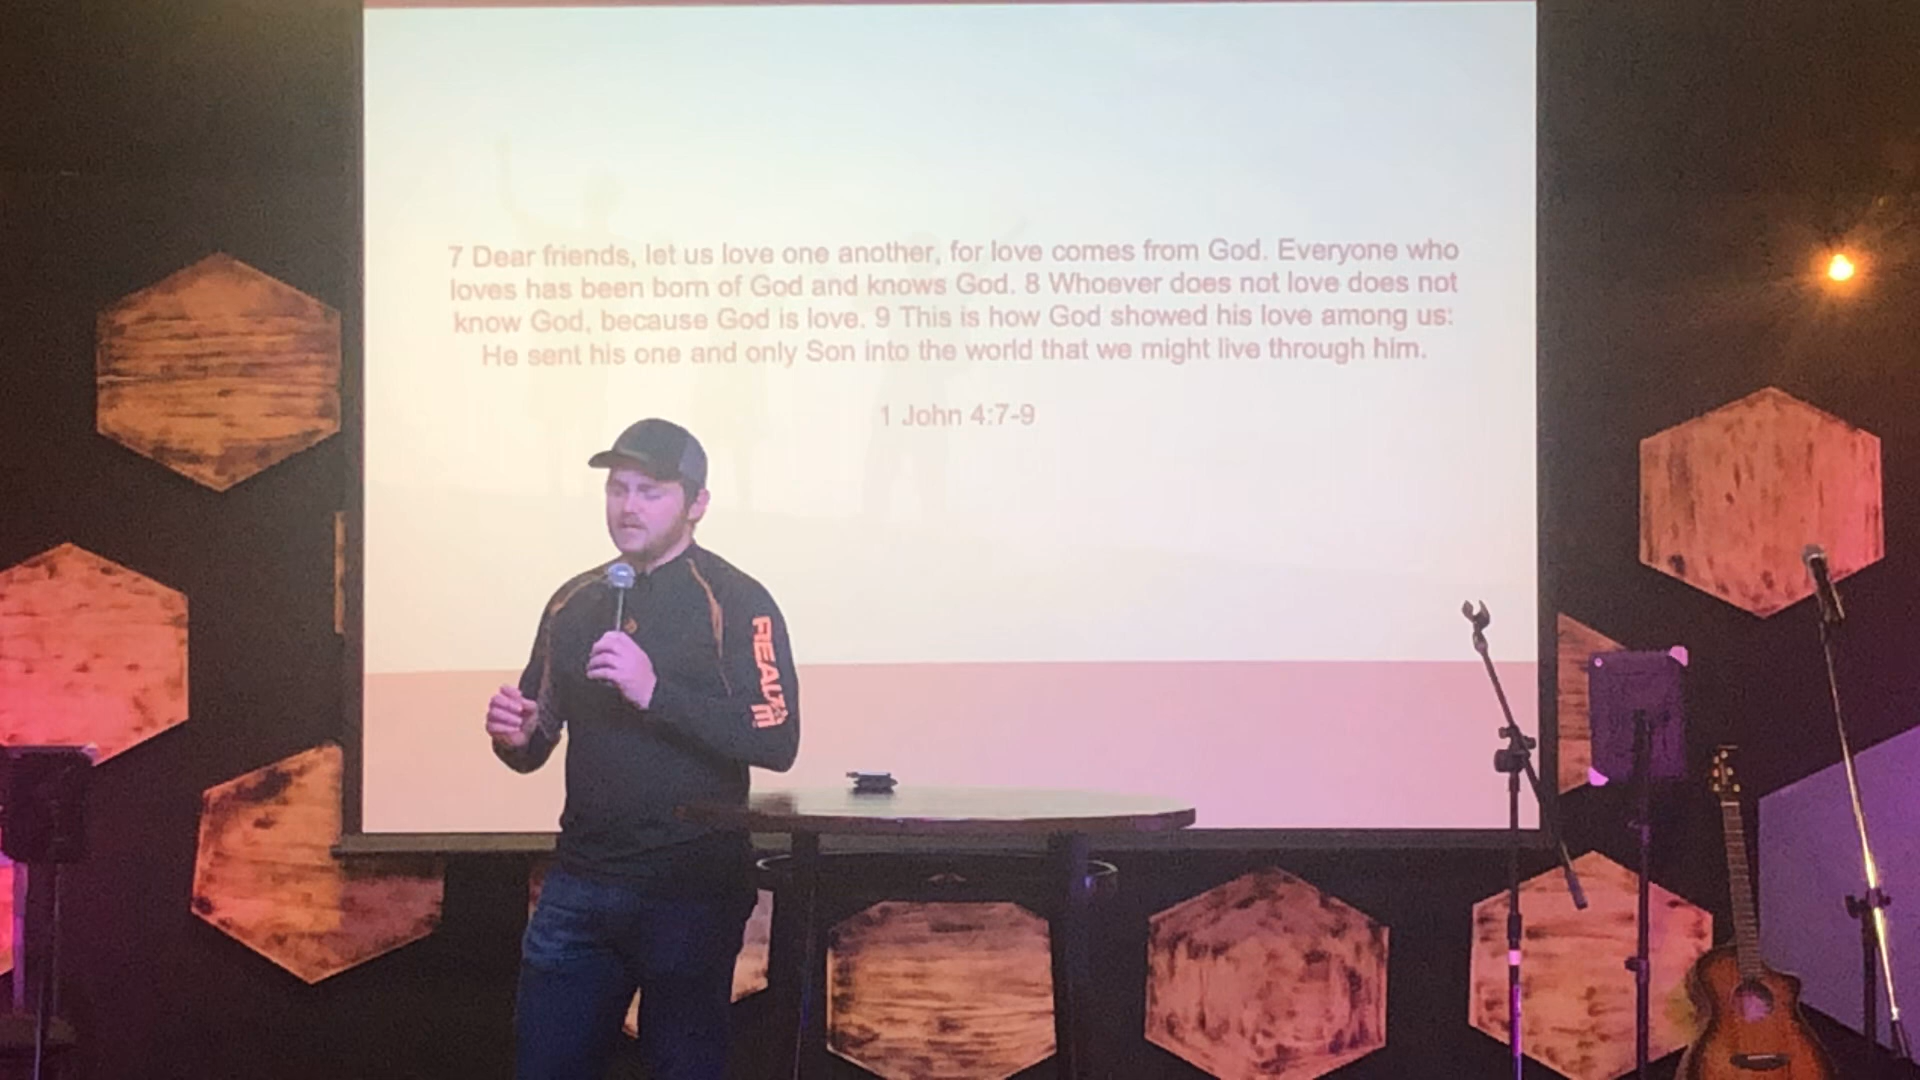 7 Dear friends, let us love one another, for love comes from God. Everyone who
loves has been born of God and knows God. 8 Whoever does not love does not
know God, because God is love. 9 This is how God showed his love among us:
He sent his one and only Son into the world that we might live through him.
1 John 4:7-9
REALM